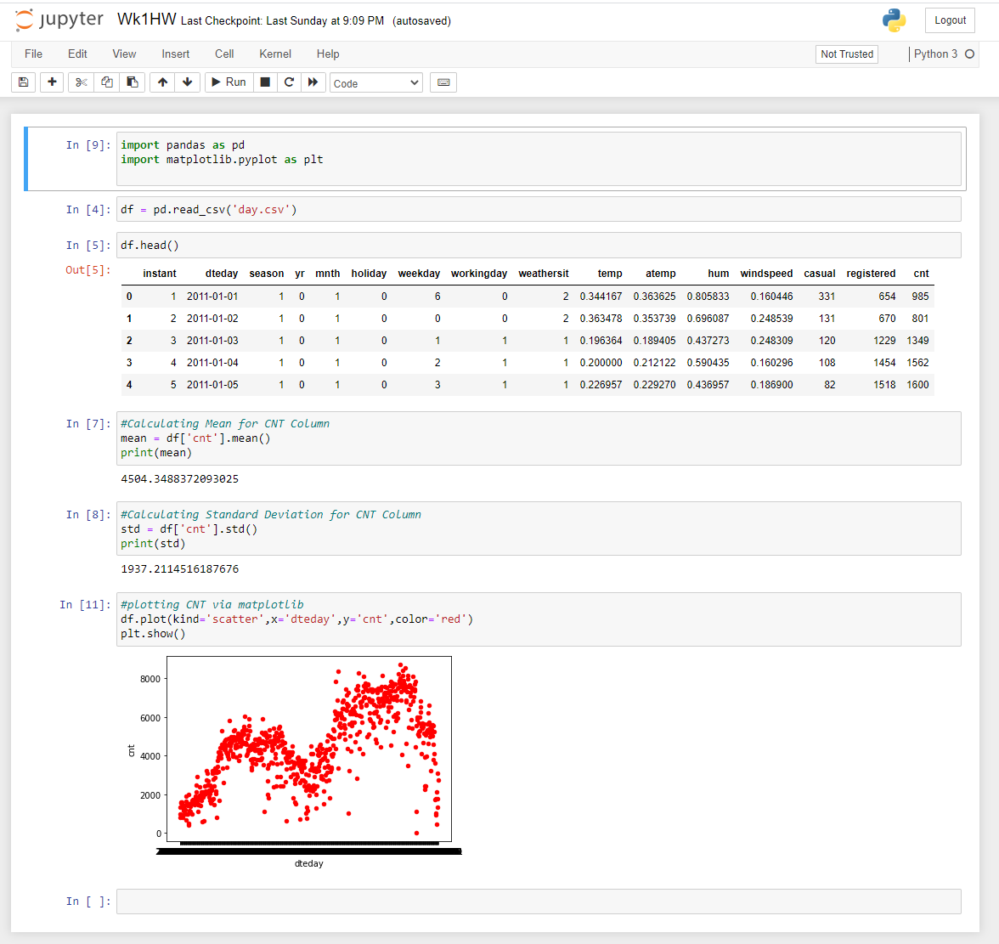 jupyter Wk1HW Last Checkpoint: Last Sunday at 9:09 PM (autosaved)
Logout
File Edit View Insert Cell Kernel Help
Not Trusted
Python 3
Run
Code
In [9]: import pandas as pd
import matplotlib.pyplot as plt
In [4]: df = pd.read_csv('day.csv')
In [5]: df.head()
Out[5]:
instant dteday season yr mnth holiday weekday workingday weathersit temp atemp hum windspeed casual registered cnt
0 1 2011-01-01 1 0 1 0 6 0 2 0.344167 0.363625 0.805833 0.160446 331 654 985
1 2 2011-01-02 1 0 1 0 0 0 2 0.363478 0.353739 0.696087 0.248539 131 670 801
2 3 2011-01-03 1 0 1 0 1 1 1 0.196364 0.189405 0.437273 0.248309 120 1229 1349
3 4 2011-01-04 1 0 1 0 2 1 1 0.200000 0.212122 0.590435 0.160296 108 1454 1562
4 5 2011-01-05 1 0 1 0 3 1 1 0.226957 0.229270 0.436957 0.186900 82 1518 1600
In [7]: #Calculating Mean for CNT Column
mean = df['cnt'].mean()
print(mean)
4504.3488372093025
In [8]: #Calculating Standard Deviation for CNT Column
std = df['cnt'].std()
print(std)
1937.2114516187676
In [11]: #plotting CNT via matplotlib
df.plot(kind='scatter',x='dteday',y='cnt',color='red')
plt.show()
8000
6000
4000
2000
0
cnt
dteday
In [ ]: